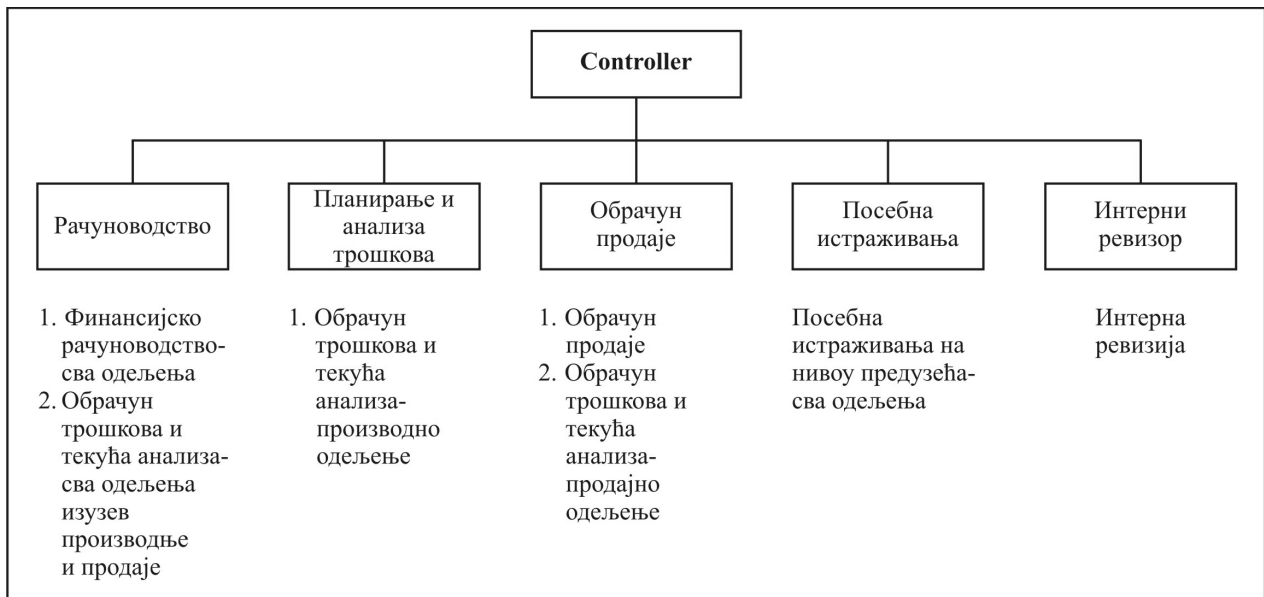 Controller
Рачуноводство
Планирање и
анализа
трошкова
Обрачун
продаје
Посебна
истраживања
Интерни
ревизор
1. Финансијско
рачуноводство-
сва одељења
2. Обрачун
трошкова и
текућа анализа-
сва одељења
изузев
производње
и продаје
1. Обрачун
трошкова и
текућа
анализа-
производно
одељење
1. Обрачун
продаје
2. Обрачун
трошкова и
текућа
анализа-
продајно
одељење
Посебна
истраживања на
нивоу предузећа-
сва одељења
Интерна
ревизија